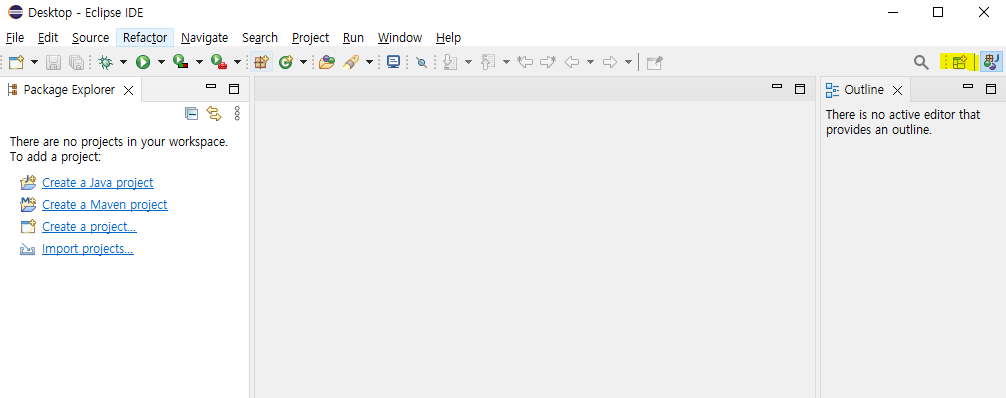 Desktop - Eclipse IDE
File Edit Source Refactor Navigate Search Project Run Window Help
Package Explorer
There are no projects in your workspace.
To add a project:
Create a Java project
Create a Maven project
Create a project...
Import projects...
Outline
There is no active editor that
provides an outline.